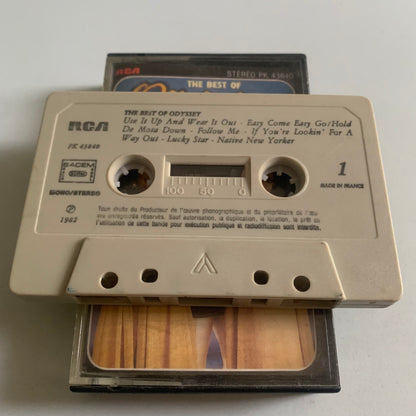 THE BEST OF
RCA
STEREO PK 43840
THE BEST OF ODYSSEY
Use It Up And Wear It Out - Easy Come Easy Go/Hold
De Mota Down - Follow Me - If You're Lookin' For A
Way Out - Lucky Star - Native New Yorker
RCA
PK 43840
SACEM
MONO/STEREO
℗
1982
100 50 0
1
MADE IN FRANCE
Tous droits du Producteur de l'œuvre phonographique et du propriétaire de l'œu-
vre enregistrée réservés. Sauf autorisation, la duplication, la location, le prêt ou
l'utilisation de cette bande pour exécution publique et radiodiffusion sont interdits.